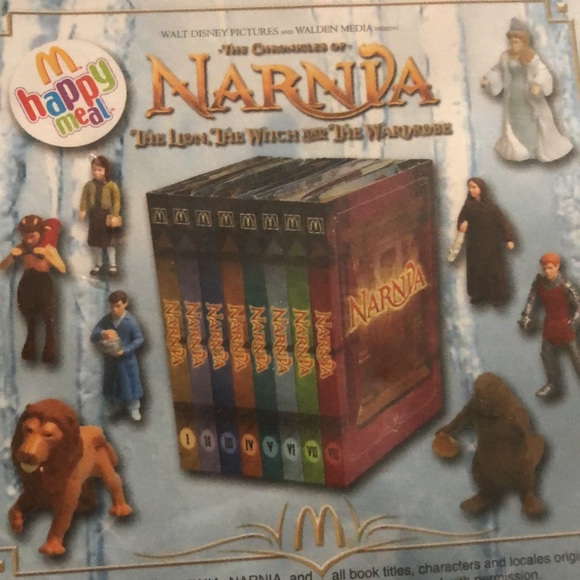 WALT DISNEY PICTURES AND WALDEN MEDIA PRESENT
M
happy
meal
THE CHRONICLES OF
NARNIA
THE LION, THE WITCH AND THE WARDROBE
NARNIA
NARNIA
NARNIA
NARNIA
NARNIA
NARNIA
NARNIA
NARNIA
NARNIA
I II III IV V VI VII VIII
M
NARNIA, and all book titles, characters and locales orig
permission